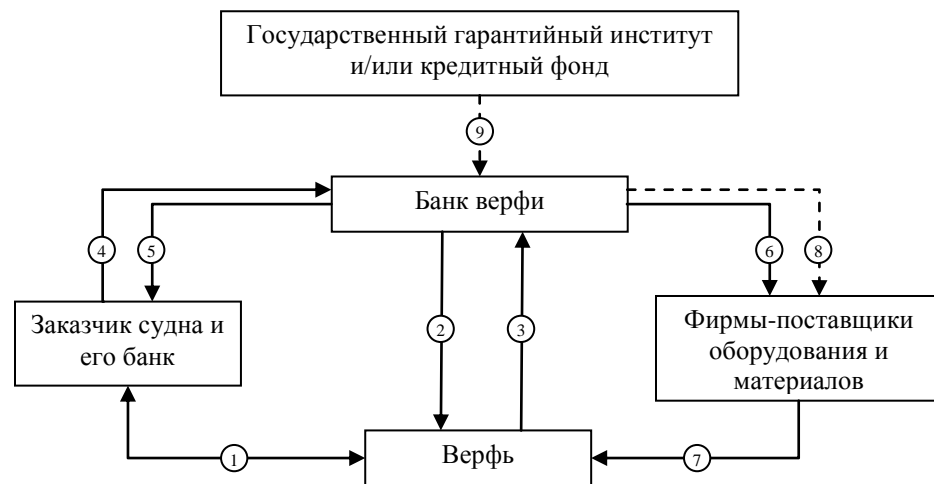 Государственный гарантийный институт
и/или кредитный фонд
9
Банк верфи
4
5
6
8
Заказчик судна и
его банк
2
3
Фирмы-поставщики
оборудования и
материалов
1
Верфь
7